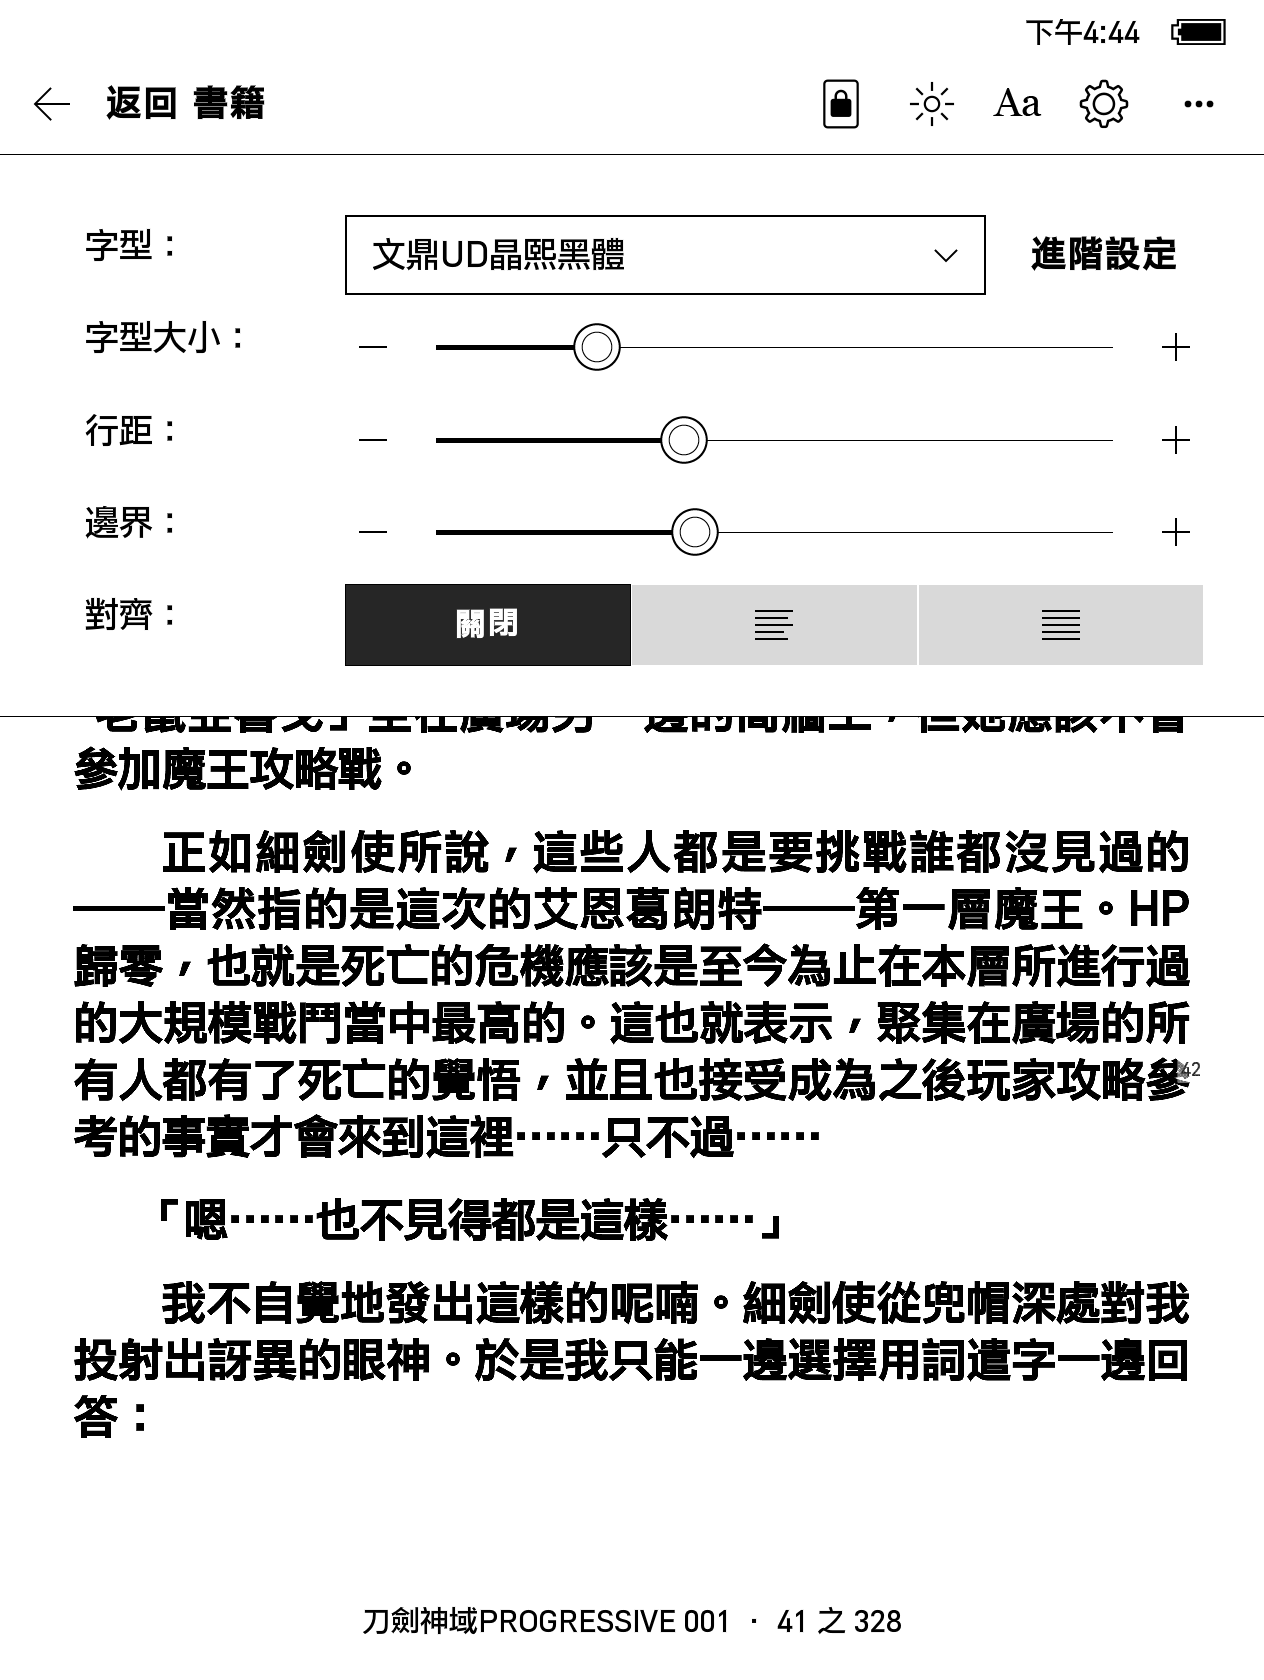 下午4:44
返回 書籍
Aa
字型：
文鼎UD晶熙黑體
進階設定
字型大小：
行距：
邊界：
對齊：
關閉
參加魔王攻略戰。
正如細劍使所說，這些人都是要挑戰誰都沒見過的
——當然指的是這次的艾恩葛朗特——第一層魔王。HP
歸零，也就是死亡的危機應該是至今為止在本層所進行過
的大規模戰鬥當中最高的。這也就表示，聚集在廣場的所
有人都有了死亡的覺悟，並且也接受成為之後玩家攻略參
42
考的事實才會來到這裡……只不過……
「嗯……也不見得都是這樣……」
我不自覺地發出這樣的呢喃。細劍使從兜帽深處對我
投射出訝異的眼神。於是我只能一邊選擇用詞遣字一邊回
答：
刀劍神域PROGRESSIVE 001 · 41 之 328